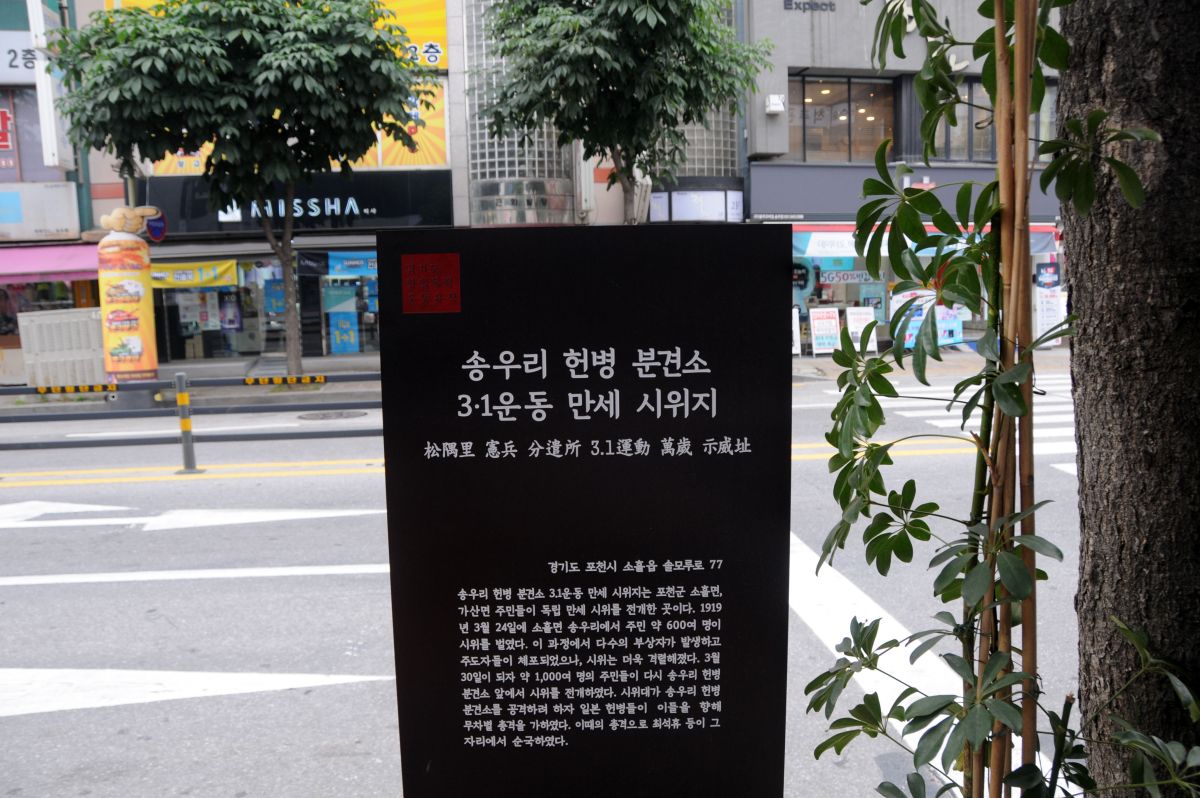 Expect
2층
2층
MISSHA 미샤
1+1
1+1
5G50%
송우리 헌병 분견소
3·1운동 만세 시위지
松隅里 憲兵 分遣所 3.1運動 萬歲 示威址
경기도 포천시 소흘읍 솔모루로 77
송우리 헌병 분견소 3.1운동 만세 시위지는 포천군 소흘면,
가산면 주민들이 독립 만세 시위를 전개한 곳이다. 1919
년 3월 24일에 소흘면 송우리에서 주민 약 600여 명이
시위를 벌였다. 이 과정에서 다수의 부상자가 발생하고
주도자들이 체포되었으나, 시위는 더욱 격렬해졌다. 3월
30일이 되자 약 1,000여 명의 주민들이 다시 송우리 헌병
분견소 앞에서 시위를 전개하였다. 시위대가 송우리 헌병
분견소를 공격하려 하자 일본 헌병들이 이들을 향해
무차별 총격을 가하였다. 이때의 총격으로 최석휴 등이 그
자리에서 순국하였다.